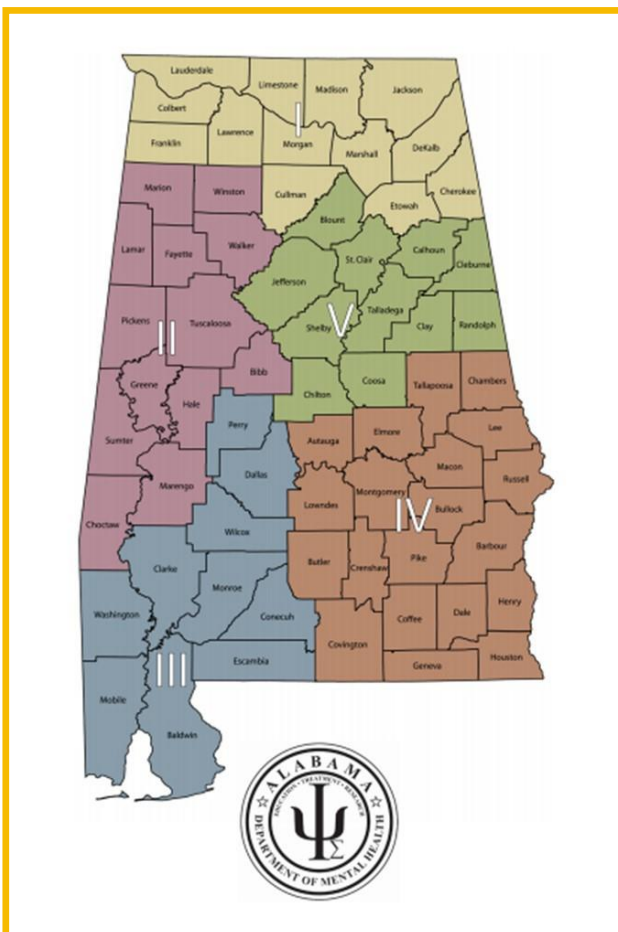 Lauderdale
Limestone
Madison
Jackson
Colbert
Lawrence
Franklin
Morgan
I
Marshall
DeKalb
Cherokee
Cullman
Etowah
Marion
Winston
Blount
Lamar
Fayette
Walker
St. Clair
Calhoun
Cleburne
Jefferson
Pickens
Tuscaloosa
II
Shelby
V
Talladega
Clay
Randolph
Greene
Hale
Bibb
Chilton
Coosa
Tallapoosa
Chambers
Sumter
Perry
Autauga
Elmore
Lee
Marengo
Dallas
Macon
Russell
Choctaw
Lowndes
Montgomery
IV
Bullock
Wilcox
Clarke
Butler
Crenshaw
Pike
Barbour
Monroe
Washington
Conecuh
Coffee
Dale
Henry
Covington
Escambia
III
Geneva
Houston
Mobile
Baldwin
ALABAMA
EDUCATION • TREATMENT • RESEARCH
ΨΣ
DEPARTMENT OF MENTAL HEALTH